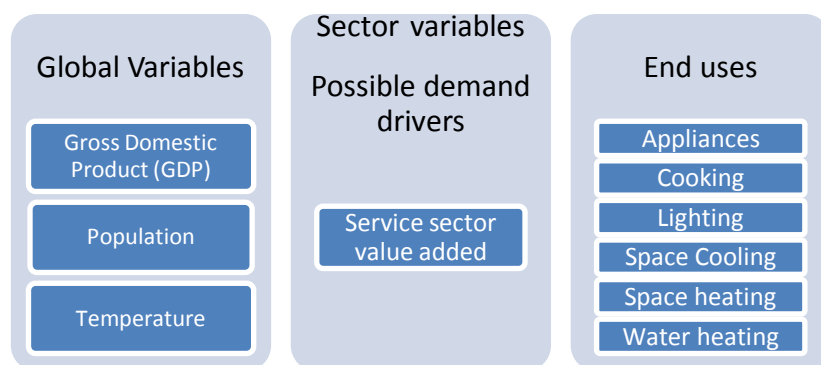 Global Variables
Gross Domestic
Product (GDP)
Population
Temperature
Sector variables
Possible demand
drivers
Service sector
value added
End uses
Appliances
Cooking
Lighting
Space Cooling
Space heating
Water heating